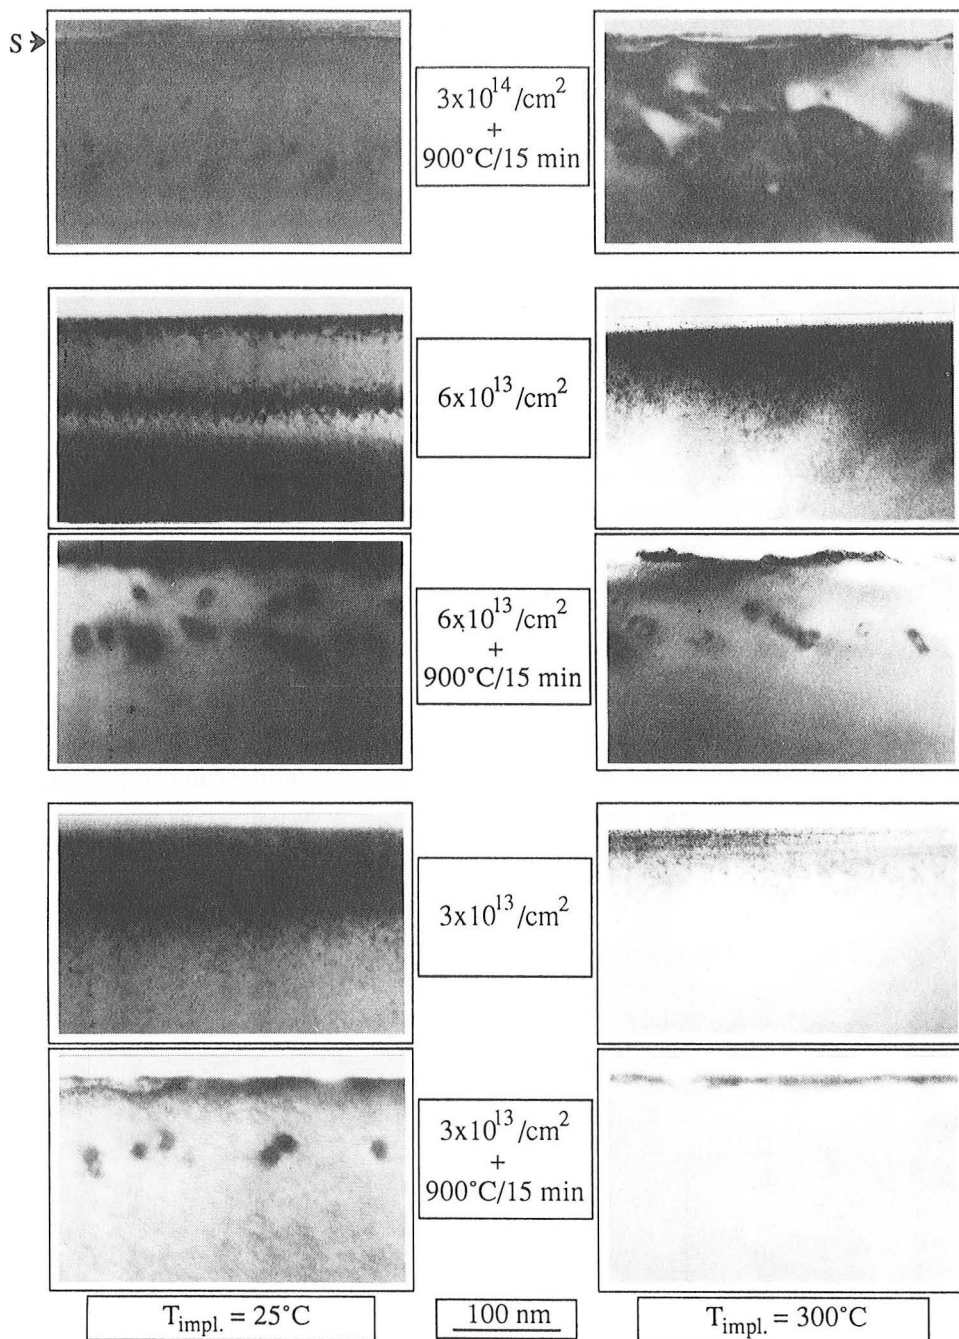 S
3x10^14/cm^2
+
900°C/15 min
6x10^13/cm^2
6x10^13/cm^2
+
900°C/15 min
3x10^13/cm^2
3x10^13/cm^2
+
900°C/15 min
T_impl. = 25°C
100 nm
T_impl. = 300°C